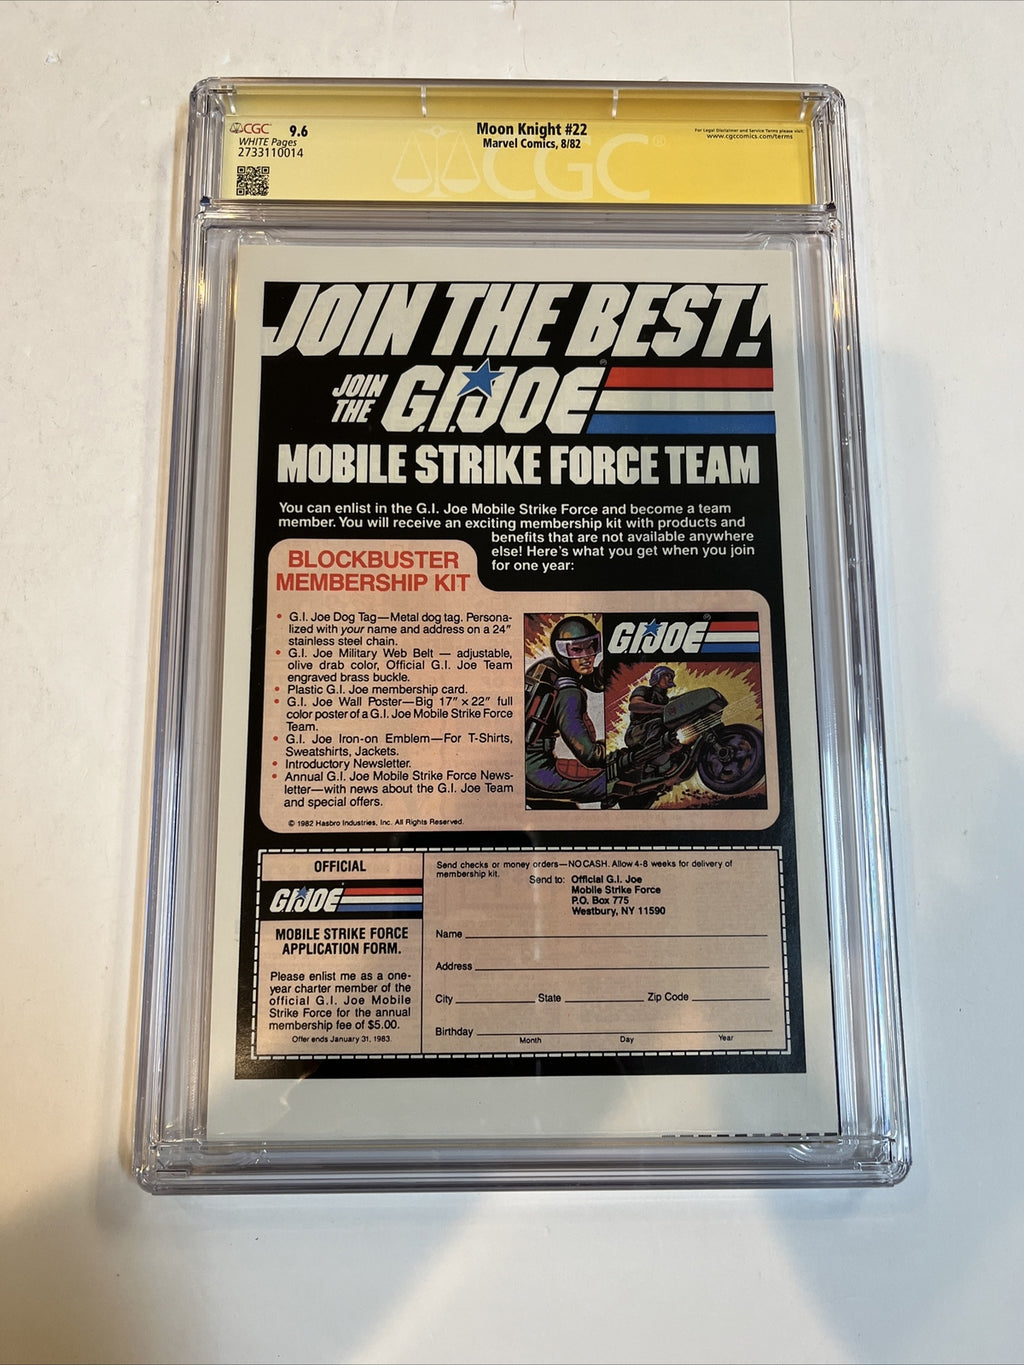 CGC 9.6
WHITE Pages
2733110014
Moon Knight #22
Marvel Comics, 8/82
For Legal Disclaimer and Service Terms please visit
www.cgccomics.com/terms
CGC®
JOIN THE BEST!
JOIN
THE
G.I.JOE®
MOBILE STRIKE FORCE TEAM
You can enlist in the G.I. Joe Mobile Strike Force and become a team
member. You will receive an exciting membership kit with products and
benefits that are not available anywhere
else! Here's what you get when you join
for one year:
BLOCKBUSTER
MEMBERSHIP KIT
• G.I. Joe Dog Tag—Metal dog tag. Persona-
lized with your name and address on a 24″
stainless steel chain.
• G.I. Joe Military Web Belt — adjustable,
olive drab color, Official G.I. Joe Team
engraved brass buckle.
• Plastic G.I. Joe membership card.
• G.I. Joe Wall Poster—Big 17″ x 22″ full
color poster of a G.I. Joe Mobile Strike Force
Team.
• G.I. Joe Iron-on Emblem—For T-Shirts,
Sweatshirts, Jackets.
• Introductory Newsletter.
• Annual G.I. Joe Mobile Strike Force News-
letter—with news about the G.I. Joe Team
and special offers.
© 1982 Hasbro Industries, Inc. All Rights Reserved.
G.I.JOE®
OFFICIAL
G.I.JOE
MOBILE STRIKE FORCE
APPLICATION FORM.
Please enlist me as a one-
year charter member of the
official G.I. Joe Mobile
Strike Force for the annual
membership fee of $5.00.
Offer ends January 31, 1983.
Send checks or money orders—NO CASH. Allow 4-8 weeks for delivery of
membership kit.
Send to: Official G.I. Joe
Mobile Strike Force
P.O. Box 775
Westbury, NY 11590
Name
Address
City State Zip Code
Birthday
Month Day Year